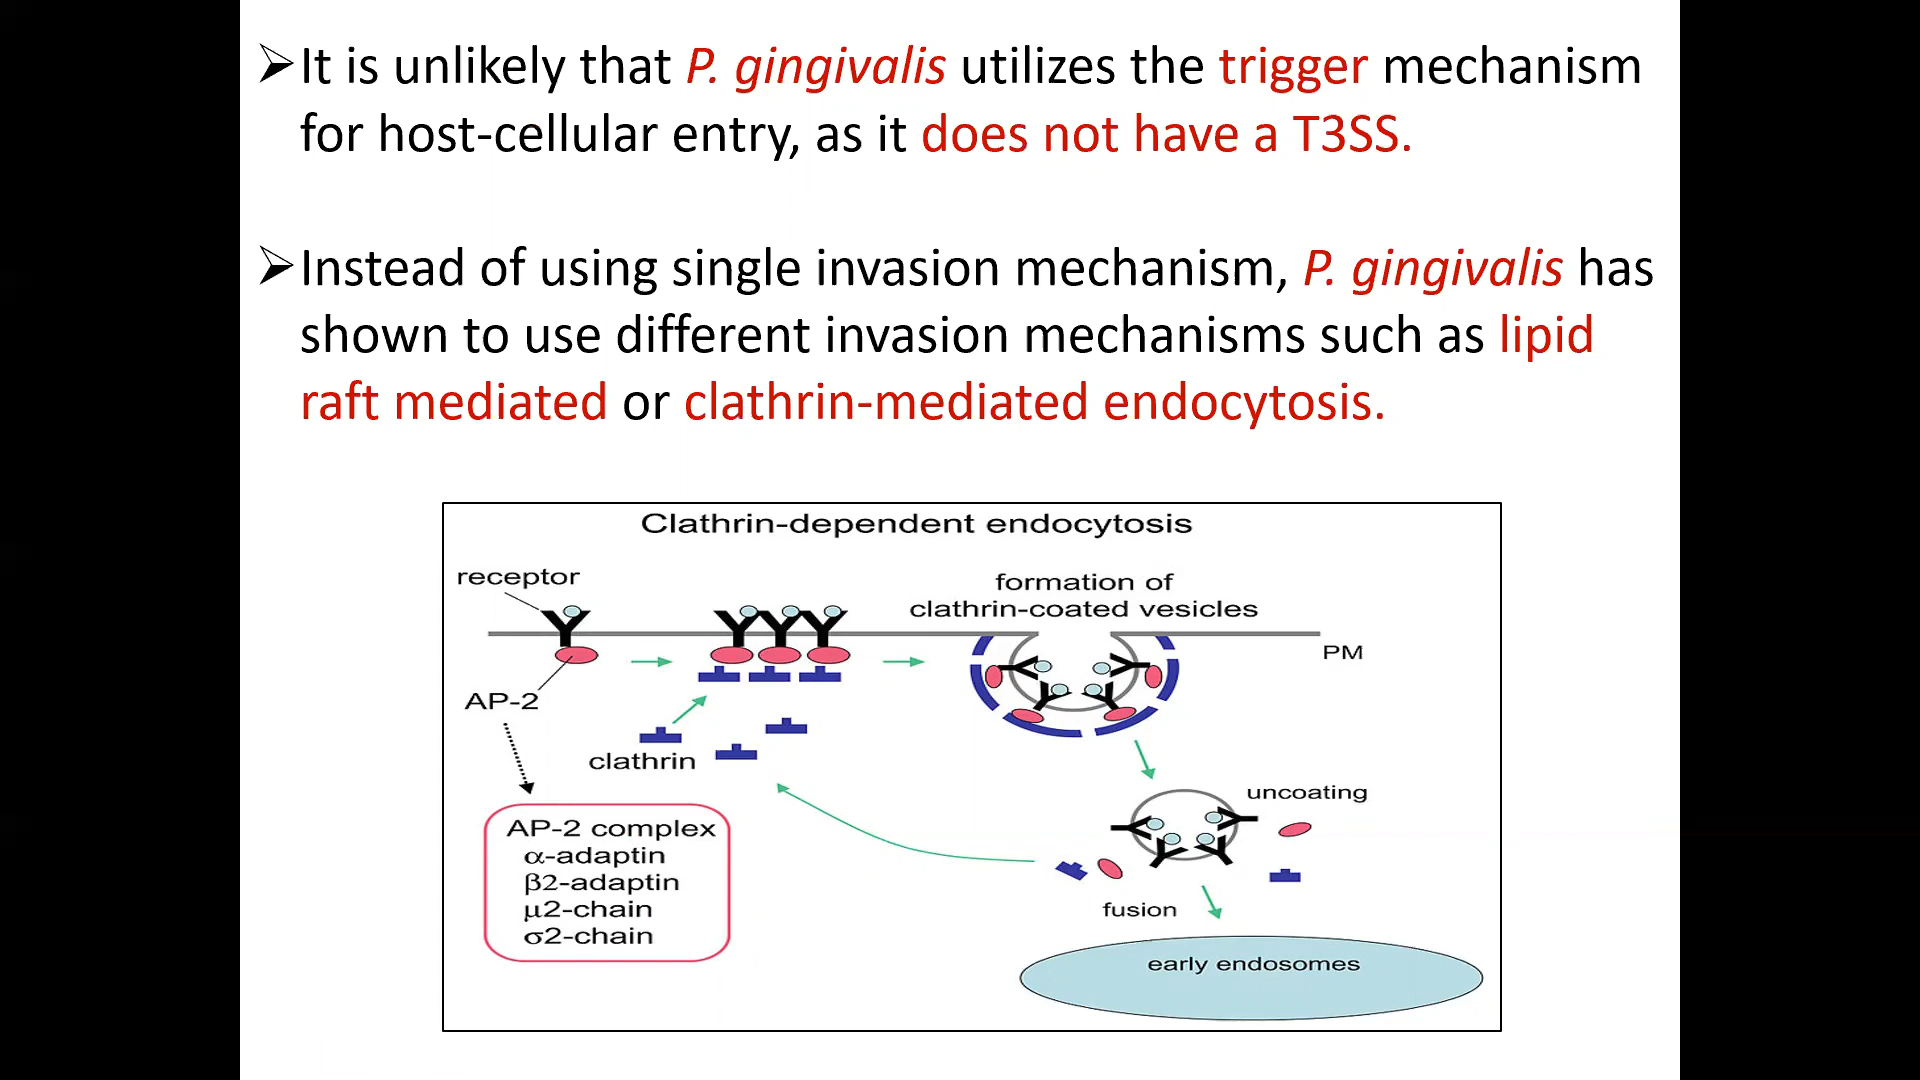 ➢It is unlikely that P. gingivalis utilizes the trigger mechanism
for host-cellular entry, as it does not have a T3SS.
➢Instead of using single invasion mechanism, P. gingivalis has
shown to use different invasion mechanisms such as lipid
raft mediated or clathrin-mediated endocytosis.
Clathrin-dependent endocytosis
receptor
formation of
clathrin-coated vesicles
PM
AP-2
clathrin
uncoating
AP-2 complex
α-adaptin
β2-adaptin
μ2-chain
σ2-chain
fusion
early endosomes